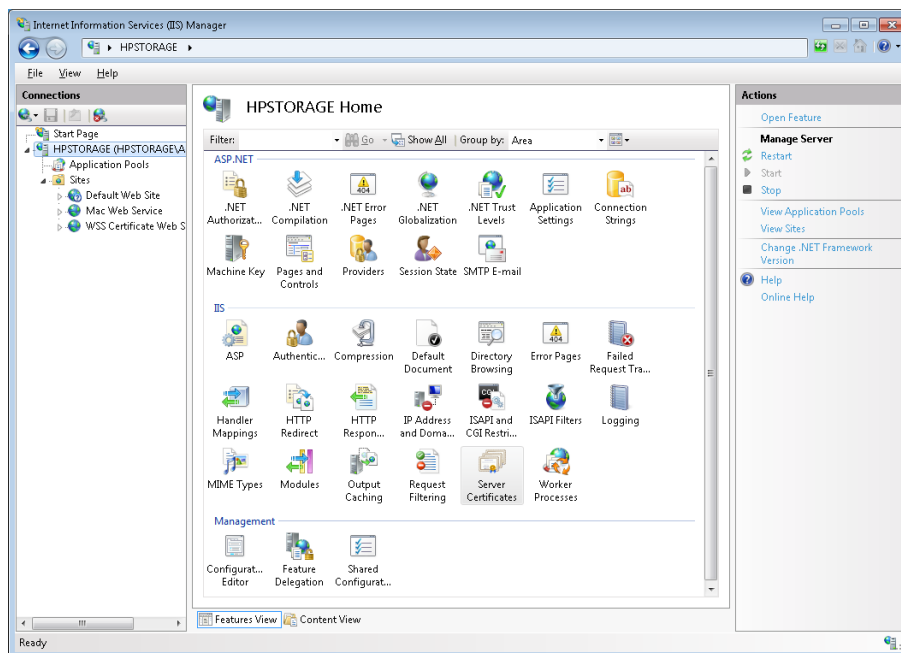 Internet Information Services (IIS) Manager
HPSTORAGE
File View Help
Connections
Start Page
HPSTORAGE (HPSTORAGE\A
Application Pools
Sites
Default Web Site
Mac Web Service
WSS Certificate Web S
HPSTORAGE Home
Filter: Go Show All Group by: Area
ASP.NET
.NET Authorizat...
.NET Compilation
.NET Error Pages
.NET Globalization
.NET Trust Levels
Application Settings
Connection Strings
Machine Key
Pages and Controls
Providers
Session State
SMTP E-mail
IIS
ASP
Authentic...
Compression
Default Document
Directory Browsing
Error Pages
Failed Request Tra...
Handler Mappings
HTTP Redirect
HTTP Respon...
IP Address and Doma...
ISAPI and CGI Restri...
ISAPI Filters
Logging
MIME Types
Modules
Output Caching
Request Filtering
Server Certificates
Worker Processes
Management
Configurat... Editor
Feature Delegation
Shared Configurat...
Features View Content View
Actions
Open Feature
Manage Server
Restart
Start
Stop
View Application Pools
View Sites
Change .NET Framework
Version
Help
Online Help
Ready